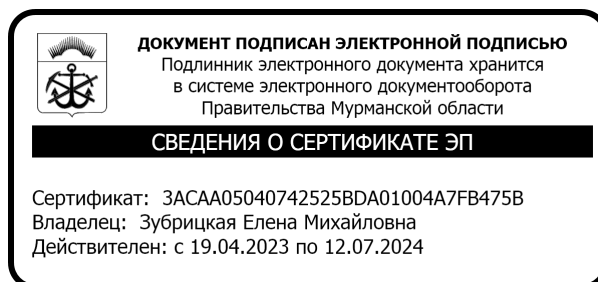 ДОКУМЕНТ ПОДПИСАН ЭЛЕКТРОННОЙ ПОДПИСЬЮ
Подлинник электронного документа хранится
в системе электронного документооборота
Правительства Мурманской области
СВЕДЕНИЯ О СЕРТИФИКАТЕ ЭП
Сертификат: 3ACAA05040742525BDA01004A7FB475B
Владелец: Зубрицкая Елена Михайловна
Действителен: с 19.04.2023 по 12.07.2024